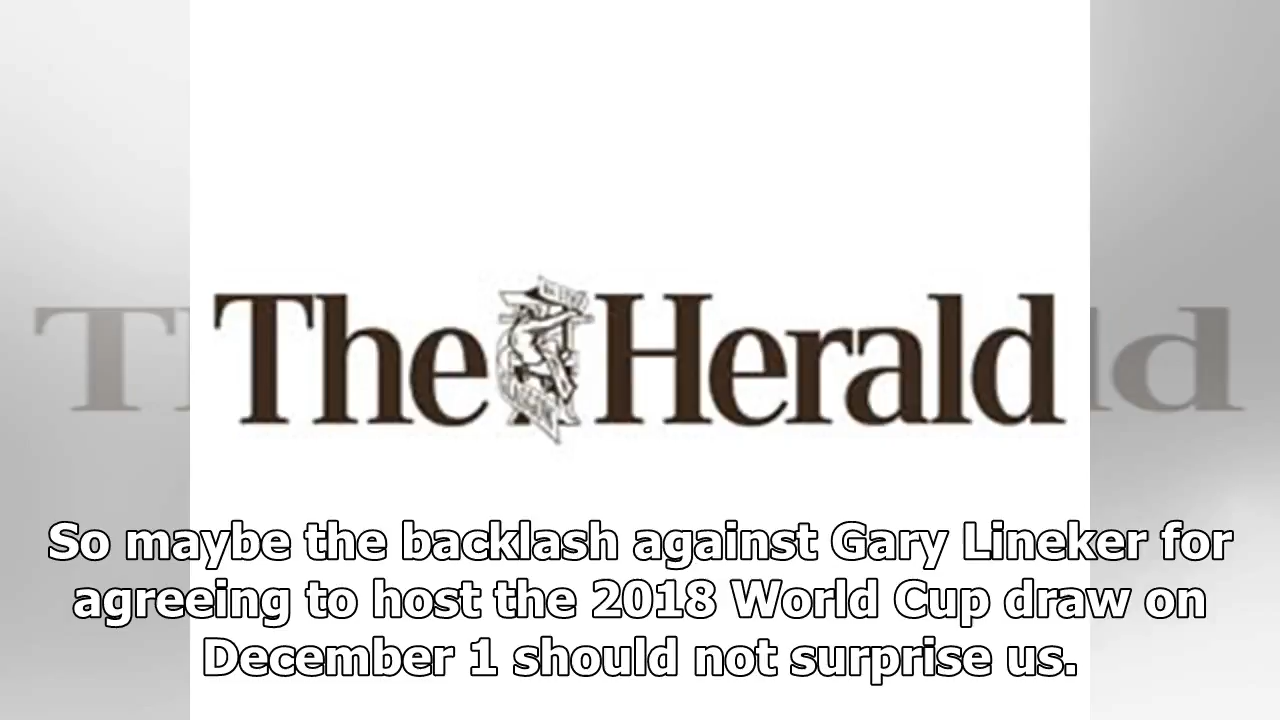 The Herald
So maybe the backlash against Gary Lineker for
agreeing to host the 2018 World Cup draw on
December 1 should not surprise us.